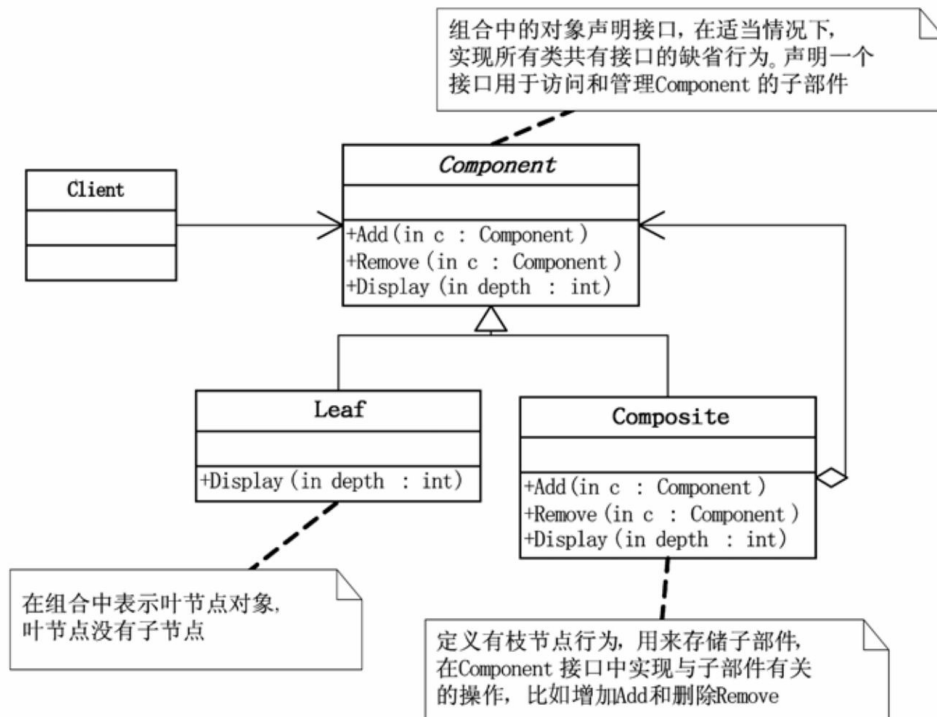 组合中的对象声明接口，在适当情况下，
实现所有类共有接口的缺省行为。声明一个
接口用于访问和管理Component 的子部件
Component
Client
+Add(in c : Component)
+Remove(in c : Component)
+Display(in depth : int)
Leaf
+Display(in depth : int)
Composite
+Add(in c : Component)
+Remove(in c : Component)
+Display(in depth : int)
在组合中表示叶节点对象，
叶节点没有子节点
定义有枝节点行为，用来存储子部件，
在Component 接口中实现与子部件有关
的操作，比如增加Add和删除Remove